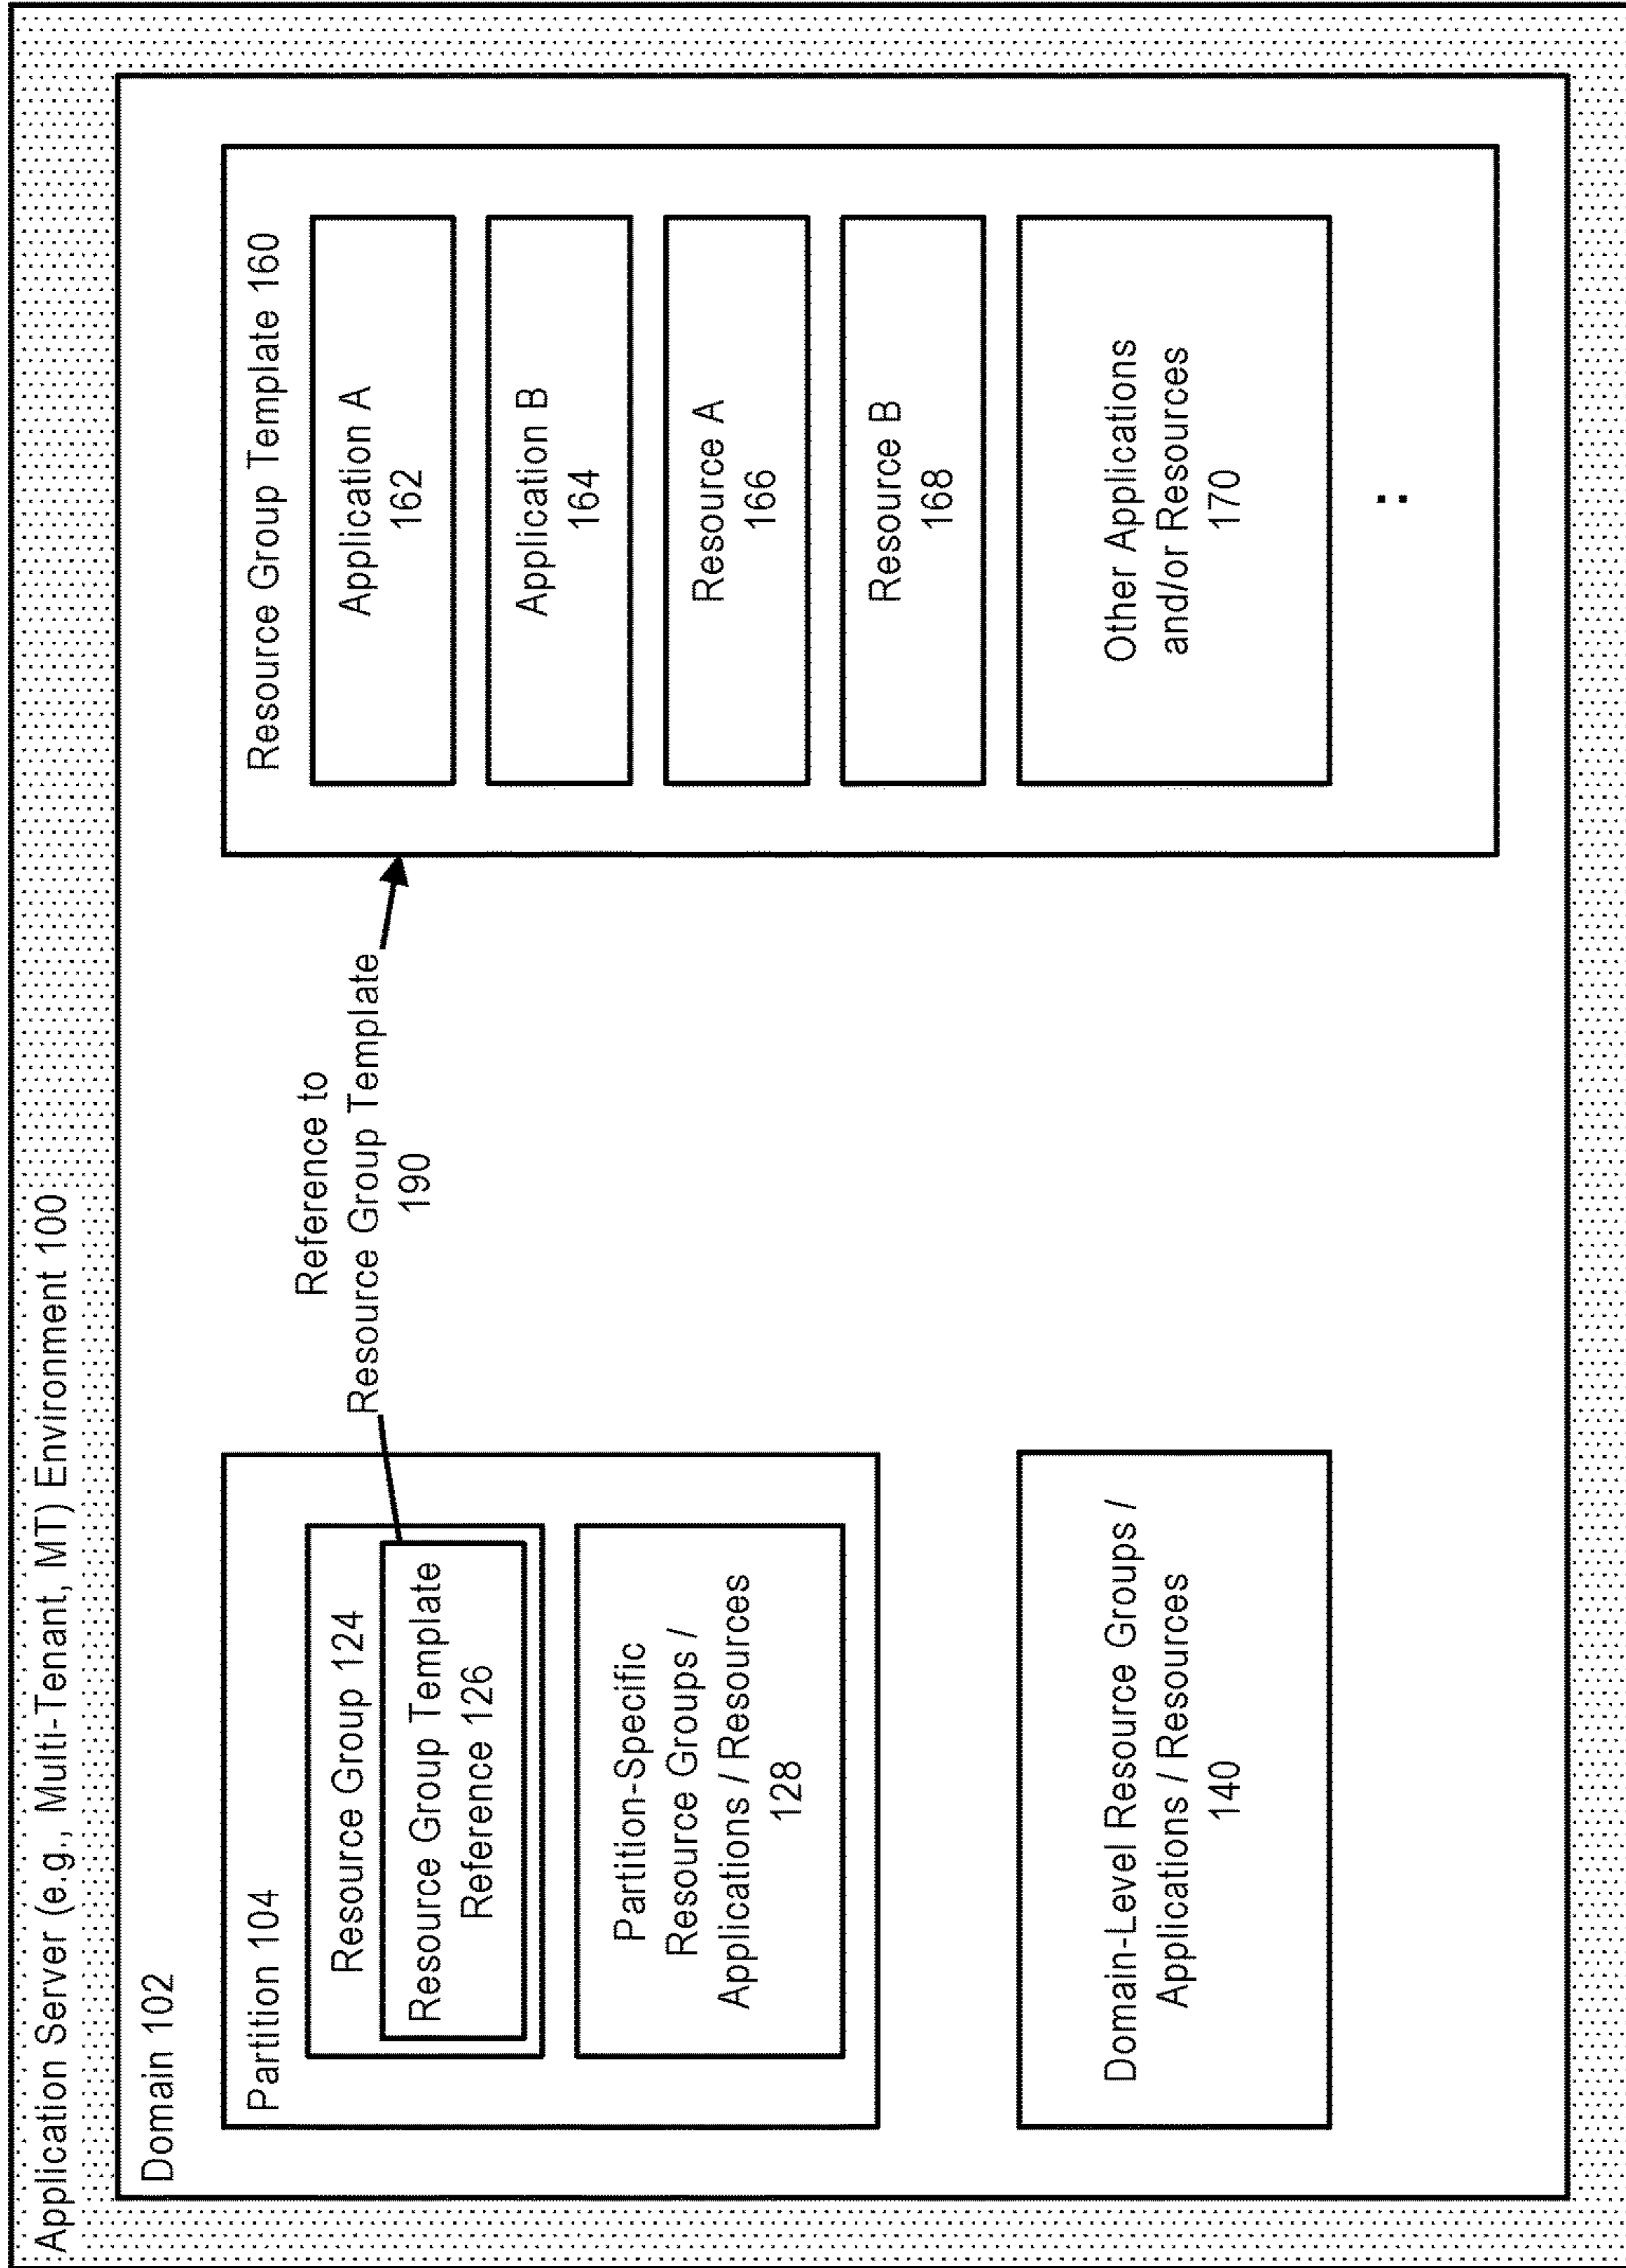 Application Server (e.g., Multi-Tenant, MT) Environment 100
Domain 102
Partition 104
Resource Group 124
Resource Group Template
Reference 126
Partition-Specific
Resource Groups /
Applications / Resources
128
Domain-Level Resource Groups /
Applications / Resources
140
Reference to
Resource Group Template
190
Resource Group Template 160
Application A
162
Application B
164
Resource A
166
Resource B
168
Other Applications
and/or Resources
170